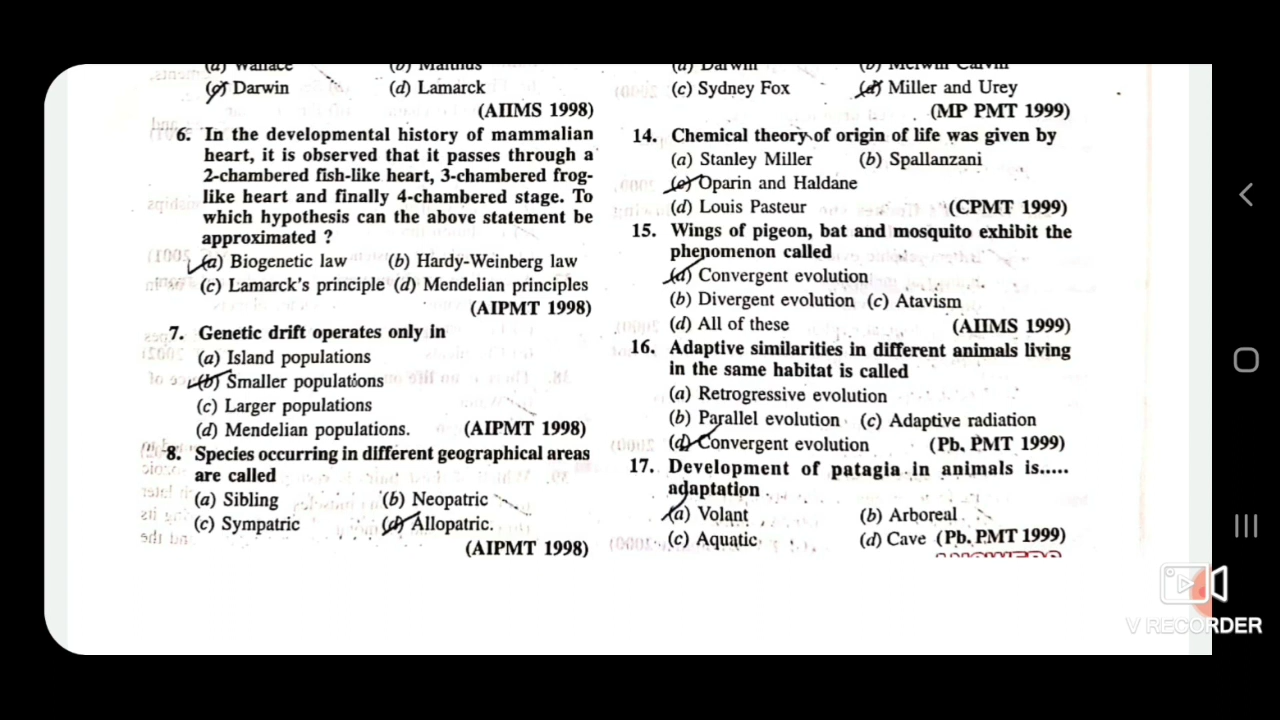 (a) Wallace (b) Malthus
(c) Darwin (d) Lamarck
(AIIMS 1998)
6. In the developmental history of mammalian
heart, it is observed that it passes through a
2-chambered fish-like heart, 3-chambered frog-
like heart and finally 4-chambered stage. To
which hypothesis can the above statement be
approximated ?
(a) Biogenetic law (b) Hardy-Weinberg law
(c) Lamarck's principle (d) Mendelian principles
(AIPMT 1998)
7. Genetic drift operates only in
(a) Island populations
(b) Smaller populations
(c) Larger populations
(d) Mendelian populations.
(AIPMT 1998)
8. Species occurring in different geographical areas
are called
(a) Sibling (b) Neopatric
(c) Sympatric (d) Allopatric.
(AIPMT 1998)
(a) Darwin (b) Melwin Calvin
(c) Sydney Fox (d) Miller and Urey
(MP PMT 1999)
14. Chemical theory of origin of life was given by
(a) Stanley Miller (b) Spallanzani
(c) Oparin and Haldane
(d) Louis Pasteur (CPMT 1999)
15. Wings of pigeon, bat and mosquito exhibit the
phenomenon called
(a) Convergent evolution
(b) Divergent evolution (c) Atavism
(d) All of these (AIIMS 1999)
16. Adaptive similarities in different animals living
in the same habitat is called
(a) Retrogressive evolution
(b) Parallel evolution (c) Adaptive radiation
(d) Convergent evolution (Pb. PMT 1999)
17. Development of patagia in animals is.....
adaptation
(a) Volant (b) Arboreal
(c) Aquatic (d) Cave (Pb. PMT 1999)
V RECORDER